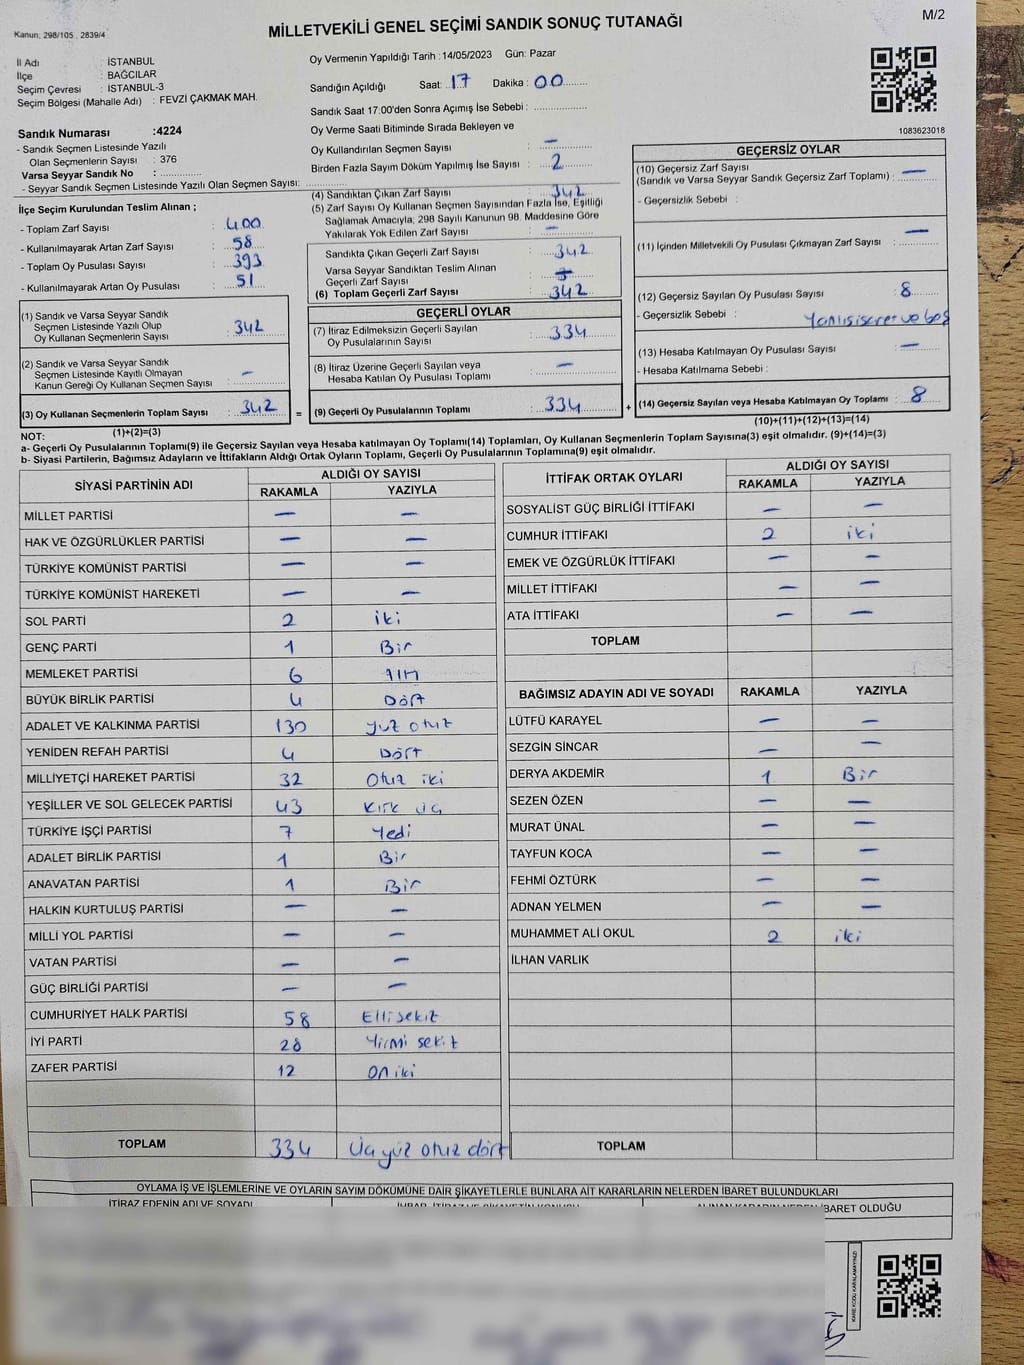 Kanun; 298/105 , 2839/4
MİLLETVEKİLİ GENEL SEÇİMİ SANDIK SONUÇ TUTANAĞI
M/2
İl Adı : İSTANBUL
İlçe : BAĞCILAR
Seçim Çevresi : İSTANBUL-3
Seçim Bölgesi (Mahalle Adı) : FEVZİ ÇAKMAK MAH.
Sandık Numarası :4224
- Sandık Seçmen Listesinde Yazılı
Olan Seçmenlerin Sayısı : 376
Varsa Seyyar Sandık No :
- Seyyar Sandık Seçmen Listesinde Yazılı Olan Seçmen Sayısı:
Oy Vermenin Yapıldığı Tarih :14/05/2023 Gün: Pazar
Sandığın Açıldığı Saat: 17 Dakika : 00
Sandık Saat 17:00'den Sonra Açımış İse Sebebi :
Oy Verme Saati Bitiminde Sırada Bekleyen ve
Oy Kullandırılan Seçmen Sayısı : —
Birden Fazla Sayım Döküm Yapılmış İse Sayısı : 2
1083623018
İlçe Seçim Kurulundan Teslim Alınan ;
- Toplam Zarf Sayısı : 400
- Kullanılmayarak Artan Zarf Sayısı : 58
- Toplam Oy Pusulası Sayısı : 393
- Kullanılmayarak Artan Oy Pusulası : 51
(1) Sandık ve Varsa Seyyar Sandık
Seçmen Listesinde Yazılı Olup
Oy Kullanan Seçmenlerin Sayısı : 342
(2) Sandık ve Varsa Seyyar Sandık
Seçmen Listesinde Kayıtlı Olmayan
Kanun Gereği Oy Kullanan Seçmen Sayısı : —
(3) Oy Kullanan Seçmenlerin Toplam Sayısı : 342 =
(1)+(2)=(3)
(4) Sandıktan Çıkan Zarf Sayısı : 342
(5) Zarf Sayısı Oy Kullanan Seçmen Sayısından Fazla İse, Eşitliği
Sağlamak Amacıyla, 298 Sayılı Kanunun 98. Maddesine Göre
Yakılarak Yok Edilen Zarf Sayısı : —
Sandıkta Çıkan Geçerli Zarf Sayısı : 342
Varsa Seyyar Sandıktan Teslim Alınan
Geçerli Zarf Sayısı :
(6) Toplam Geçerli Zarf Sayısı : 342
GEÇERLİ OYLAR
(7) İtiraz Edilmeksizin Geçerli Sayılan
Oy Pusulalarının Sayısı : 334
(8) İtiraz Üzerine Geçerli Sayılan veya
Hesaba Katılan Oy Pusulası Toplamı : —
(9) Geçerli Oy Pusulalarının Toplamı : 334 +
GEÇERSİZ OYLAR
(10) Geçersiz Zarf Sayısı
(Sandık ve Varsa Seyyar Sandık Geçersiz Zarf Toplamı) : —
- Geçersizlik Sebebi :
(11) İçinden Milletvekili Oy Pusulası Çıkmayan Zarf Sayısı : —
(12) Geçersiz Sayılan Oy Pusulası Sayısı : 8
- Geçersizlik Sebebi : Yanlış işaret ve boş
(13) Hesaba Katılmayan Oy Pusulası Sayısı : —
- Hesaba Katılmama Sebebi :
(14) Geçersiz Sayılan veya Hesaba Katılmayan Oy Toplamı : 8
(10)+(11)+(12)+(13)=(14)
NOT:
a- Geçerli Oy Pusulalarının Toplamı(9) ile Geçersiz Sayılan veya Hesaba katılmayan Oy Toplamı(14) Toplamları, Oy Kullanan Seçmenlerin Toplam Sayısına(3) eşit olmalıdır. (9)+(14)=(3)
b- Siyasi Partilerin, Bağımsız Adayların ve İttifakların Aldığı Ortak Oyların Toplamı, Geçerli Oy Pusulalarının Toplamına(9) eşit olmalıdır.
SİYASİ PARTİNİN ADI ALDIĞI OY SAYISI
RAKAMLA YAZIYLA
MİLLET PARTİSİ — —
HAK VE ÖZGÜRLÜKLER PARTİSİ — —
TÜRKİYE KOMÜNİST PARTİSİ — —
TÜRKİYE KOMÜNİST HAREKETİ — —
SOL PARTİ 2 iki
GENÇ PARTİ 1 Bir
MEMLEKET PARTİSİ 6 Altı
BÜYÜK BİRLİK PARTİSİ 4 Dört
ADALET VE KALKINMA PARTİSİ 130 yüz otuz
YENİDEN REFAH PARTİSİ 4 Dört
MİLLİYETÇİ HAREKET PARTİSİ 32 Otuz iki
YEŞİLLER VE SOL GELECEK PARTİSİ 43 Kırk üç
TÜRKİYE İŞÇİ PARTİSİ 7 Yedi
ADALET BİRLİK PARTİSİ 1 Bir
ANAVATAN PARTİSİ 1 Bir
HALKIN KURTULUŞ PARTİSİ — —
MİLLİ YOL PARTİSİ — —
VATAN PARTİSİ — —
GÜÇ BİRLİĞİ PARTİSİ — —
CUMHURİYET HALK PARTİSİ 58 Ellisekiz
İYİ PARTİ 28 Yirmi sekiz
ZAFER PARTİSİ 12 on iki
TOPLAM 334 Üçyüz otuz dört
İTTİFAK ORTAK OYLARI ALDIĞI OY SAYISI
RAKAMLA YAZIYLA
SOSYALİST GÜÇ BİRLİĞİ İTTİFAKI — —
CUMHUR İTTİFAKI 2 iki
EMEK VE ÖZGÜRLÜK İTTİFAKI — —
MİLLET İTTİFAKI — —
ATA İTTİFAKI — —
TOPLAM
BAĞIMSIZ ADAYIN ADI VE SOYADI RAKAMLA YAZIYLA
LÜTFÜ KARAYEL — —
SEZGİN SİNCAR — —
DERYA AKDEMİR 1 Bir
SEZEN ÖZEN — —
MURAT ÜNAL — —
TAYFUN KOCA — —
FEHMİ ÖZTÜRK — —
ADNAN YELMEN — —
MUHAMMET ALİ OKUL 2 iki
İLHAN VARLIK
TOPLAM
OYLAMA İŞ VE İŞLEMLERİNE VE OYLARIN SAYIM DÖKÜMÜNE DAİR ŞİKAYETLERLE BUNLARA AİT KARARLARIN NELERDEN İBARET BULUNDUKLARI
İTİRAZ EDENİN ADI VE SOYADI
İBARET OLDUĞU